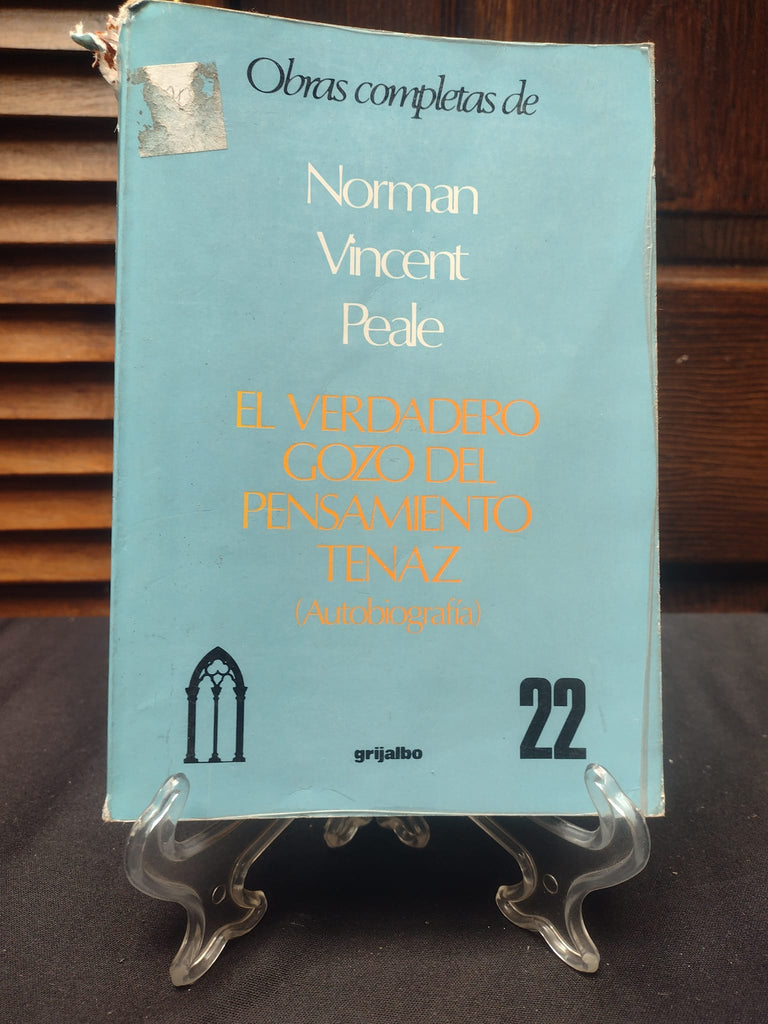 Obras completas de
Norman
Vincent
Peale
EL VERDADERO
GOZO DEL
PENSAMIENTO
TENAZ
(Autobiografía)
22
grijalbo